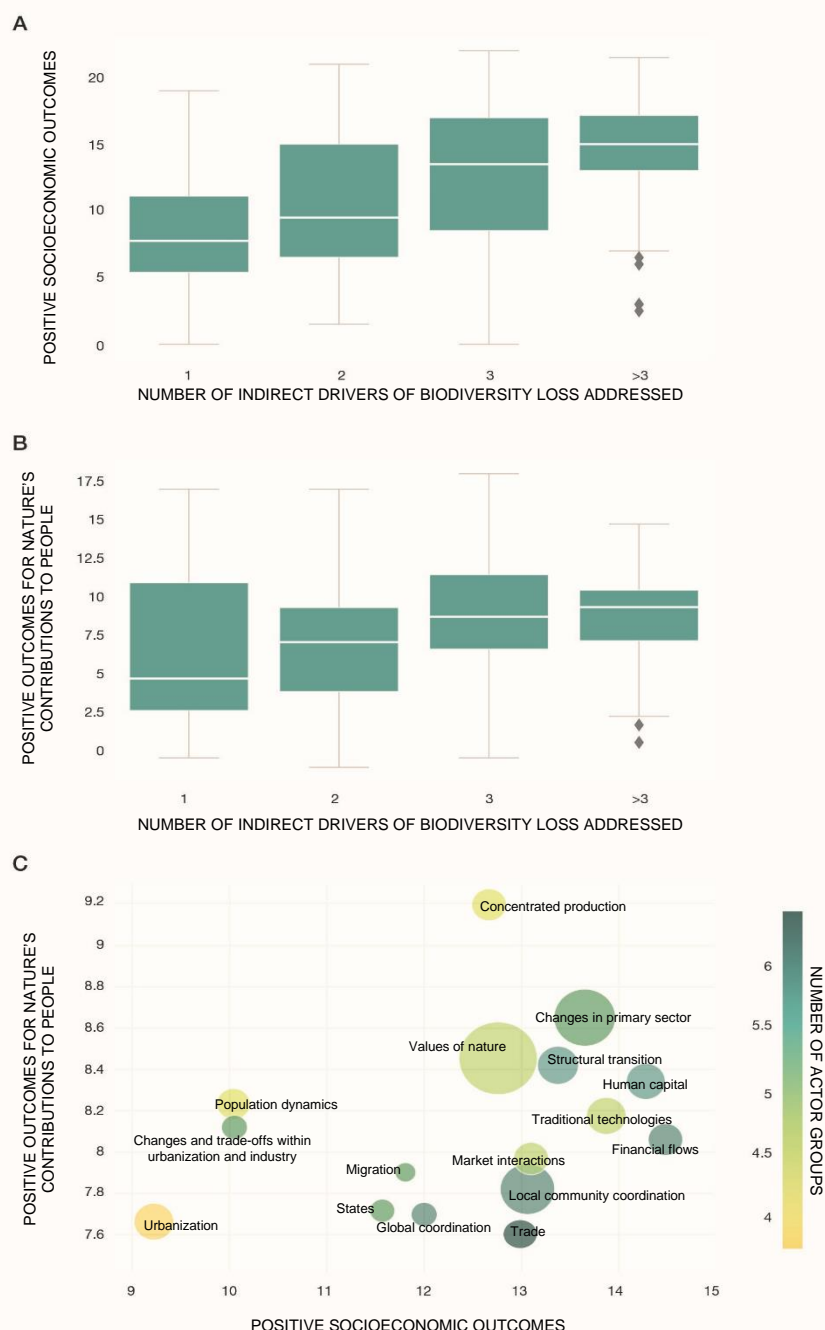 A
POSITIVE SOCIOECONOMIC OUTCOMES
20
15
10
5
0
1 2 3 >3
NUMBER OF INDIRECT DRIVERS OF BIODIVERSITY LOSS ADDRESSED
B
POSITIVE OUTCOMES FOR NATURE'S
CONTRIBUTIONS TO PEOPLE
17.5
15
12.5
10
7.5
5
2.5
0
1 2 3 >3
NUMBER OF INDIRECT DRIVERS OF BIODIVERSITY LOSS ADDRESSED
C
POSITIVE OUTCOMES FOR NATURE'S
CONTRIBUTIONS TO PEOPLE
9.2
9
8.8
8.6
8.4
8.2
8
7.8
7.6
Concentrated production
Changes in primary sector
Values of nature
Structural transition
Human capital
Population dynamics
Traditional technologies
Changes and trade-offs within
urbanization and industry
Financial flows
Market interactions
Migration
Local community coordination
States
Global coordination
Urbanization
Trade
9 10 11 12 13 14 15
POSITIVE SOCIOECONOMIC OUTCOMES
6
5.5
5
4.5
4
NUMBER OF ACTOR GROUPS